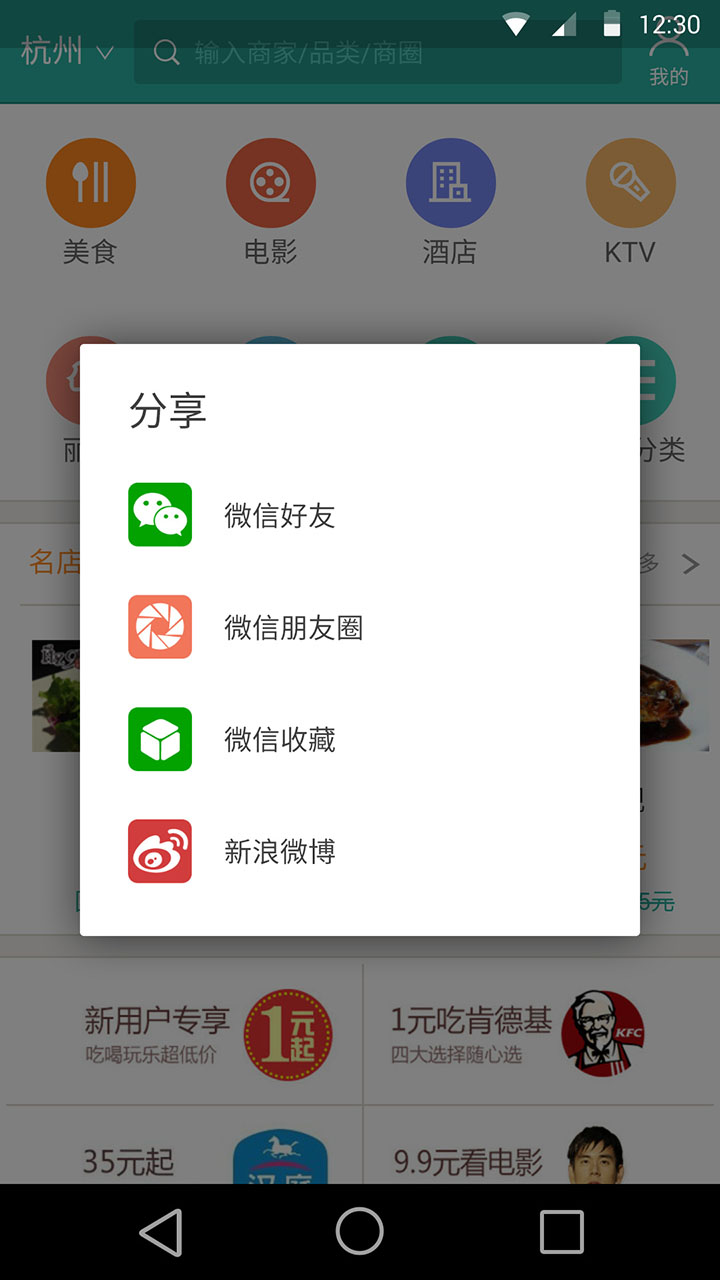 12:30
杭州
输入商家/品类/商圈
我的
美食
电影
酒店
KTV
丽
分类
分享
微信好友
微信朋友圈
微信收藏
新浪微博
名店
多
5元
新用户专享
吃喝玩乐超低价
1元起
1元吃肯德基
四大选择随心选
KFC
35元起
汉庭
9.9元看电影